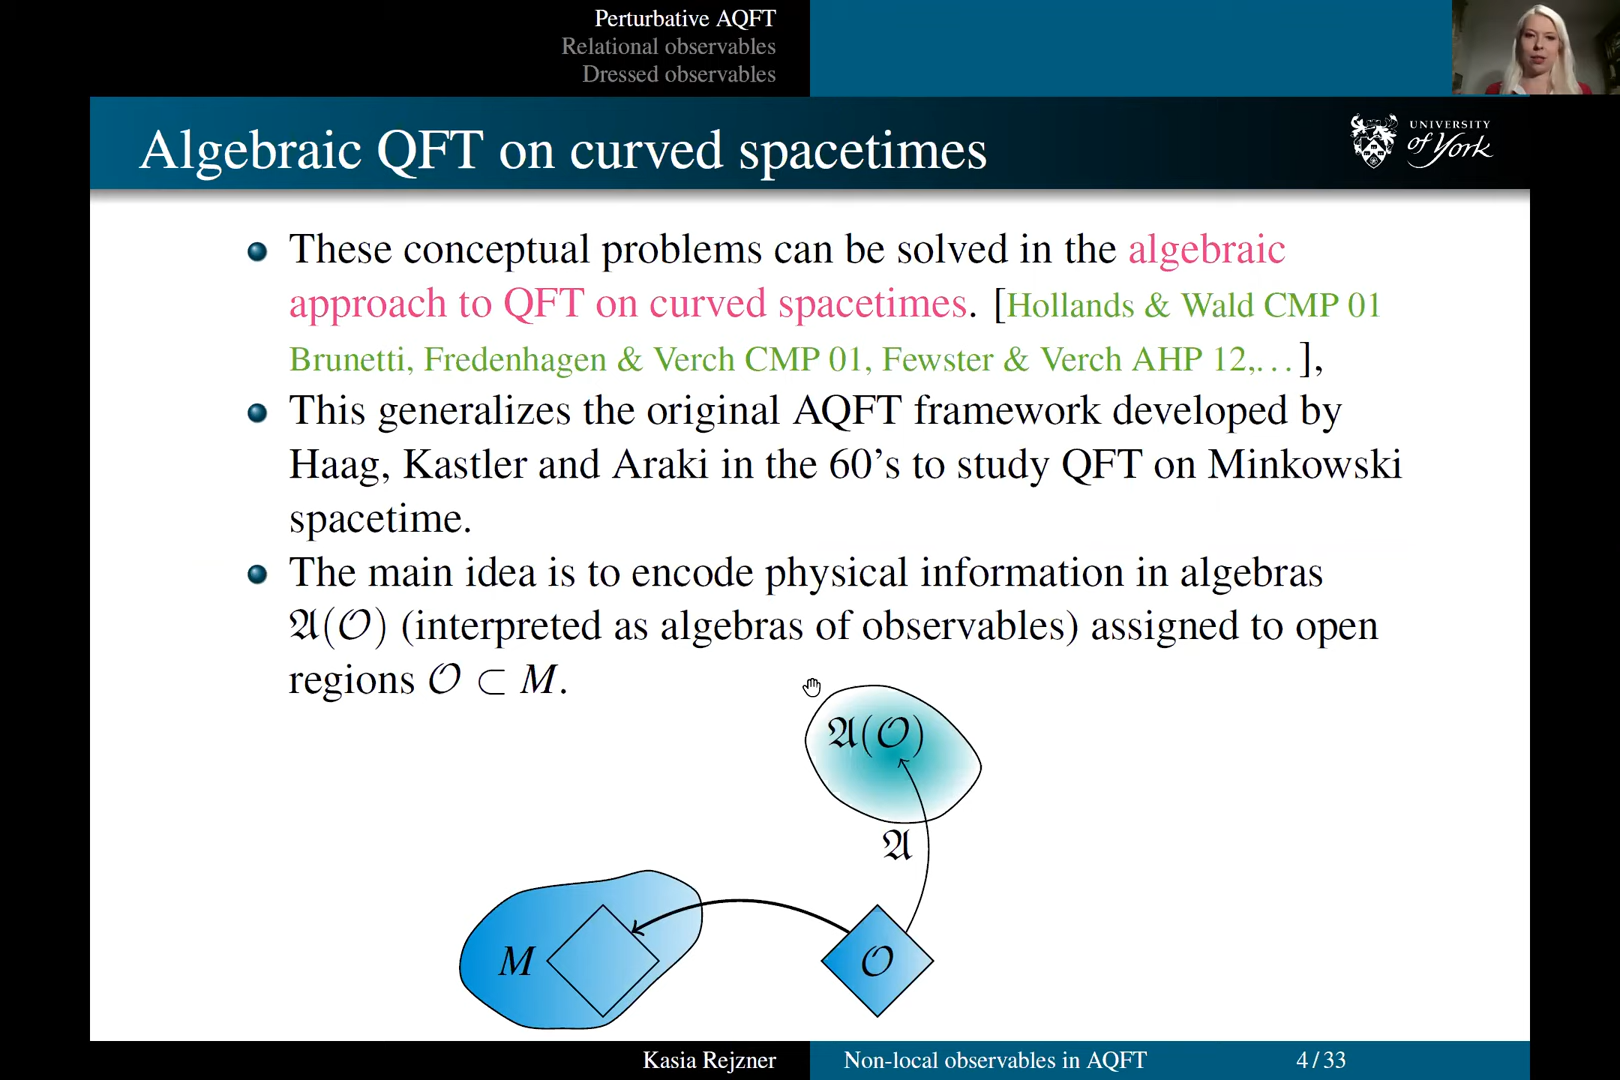 Perturbative AQFT
Relational observables
Dressed observables
Algebraic QFT on curved spacetimes
UNIVERSITY
of York
These conceptual problems can be solved in the algebraic
approach to QFT on curved spacetimes. [Hollands & Wald CMP 01
Brunetti, Fredenhagen & Verch CMP 01, Fewster & Verch AHP 12,...],
This generalizes the original AQFT framework developed by
Haag, Kastler and Araki in the 60's to study QFT on Minkowski
spacetime.
The main idea is to encode physical information in algebras
𝔄(𝒪) (interpreted as algebras of observables) assigned to open
regions 𝒪 ⊂ M.
𝔄(𝒪)
𝔄
M
𝒪
Kasia Rejzner
Non-local observables in AQFT
4/33